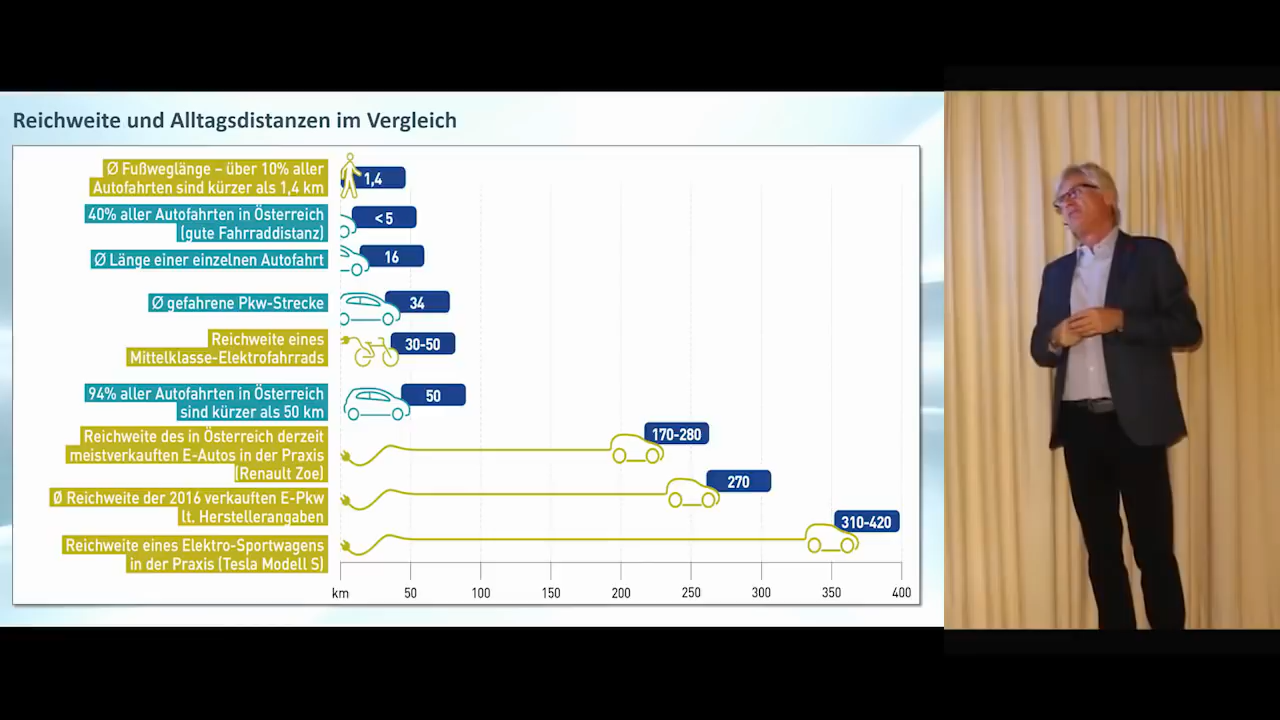 Reichweite und Alltagsdistanzen im Vergleich
Ø Fußweglänge – über 10% aller
Autofahrten sind kürzer als 1,4 km
1,4
40% aller Autofahrten in Österreich
(gute Fahrraddistanz)
<5
Ø Länge einer einzelnen Autofahrt
16
Ø gefahrene Pkw-Strecke
34
Reichweite eines
Mittelklasse-Elektrofahrrads
30-50
94% aller Autofahrten in Österreich
sind kürzer als 50 km
50
Reichweite des in Österreich derzeit
meistverkauften E-Autos in der Praxis
(Renault Zoe)
170-280
Ø Reichweite der 2016 verkauften E-Pkw
lt. Herstellerangaben
270
Reichweite eines Elektro-Sportwagens
in der Praxis (Tesla Modell S)
310-420
km 50 100 150 200 250 300 350 400